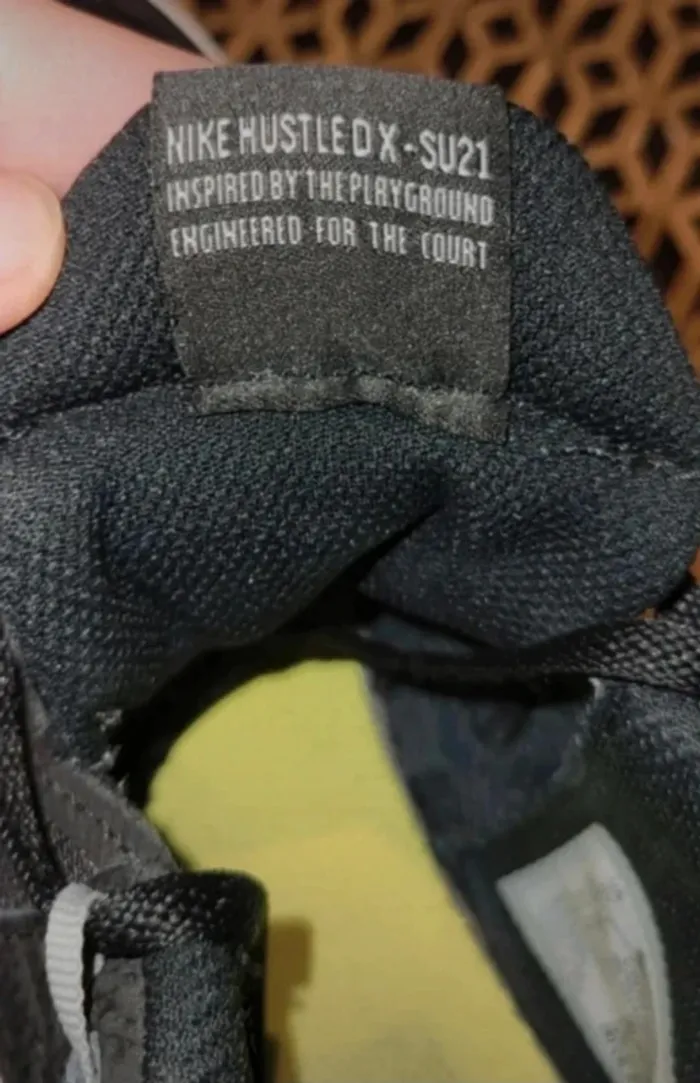 NIKE HUSTLE D X-SU21
INSPIRED BY THE PLAYGROUND
ENGINEERED FOR THE COURT